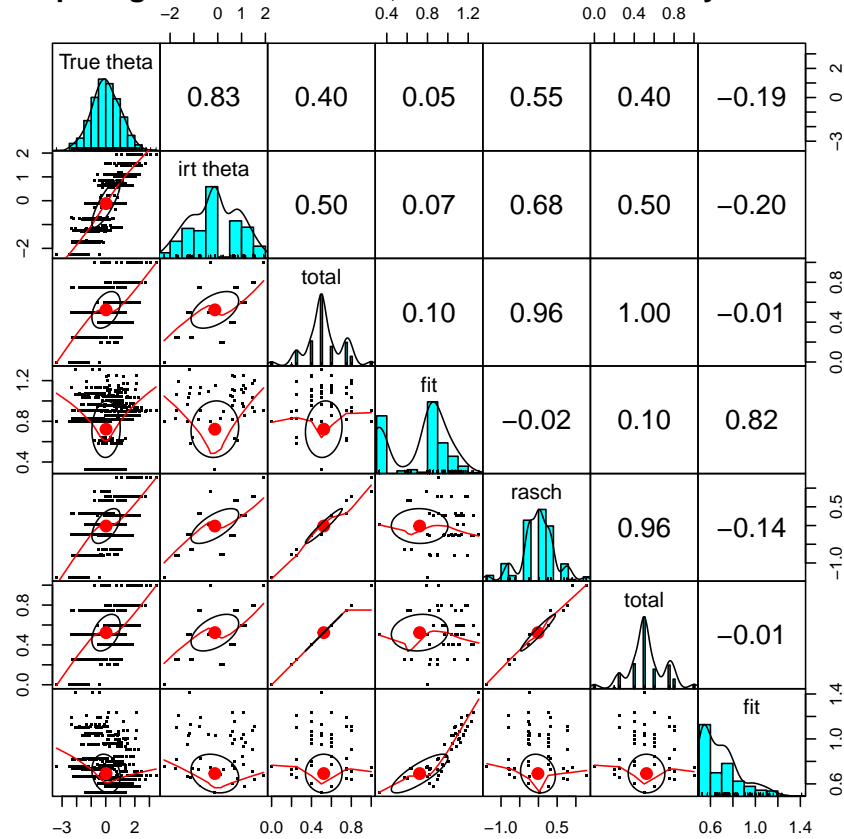 −2 0 1 2 0.4 0.8 1.2 0.0 0.4 0.8
True theta 0.83 0.40 0.05 0.55 0.40 −0.19 −3 0 2
−2 0 1 2 irt theta 0.50 0.07 0.68 0.50 −0.20
total 0.10 0.96 1.00 −0.01 0.0 0.4 0.8
0.4 0.8 1.2 fit −0.02 0.10 0.82
rasch 0.96 −0.14 −1.0 0.5
0.0 0.4 0.8 total −0.01
fit 0.6 1.0 1.4
−3 0 2 0.0 0.4 0.8 −1.0 0.5 0.6 1.0 1.4